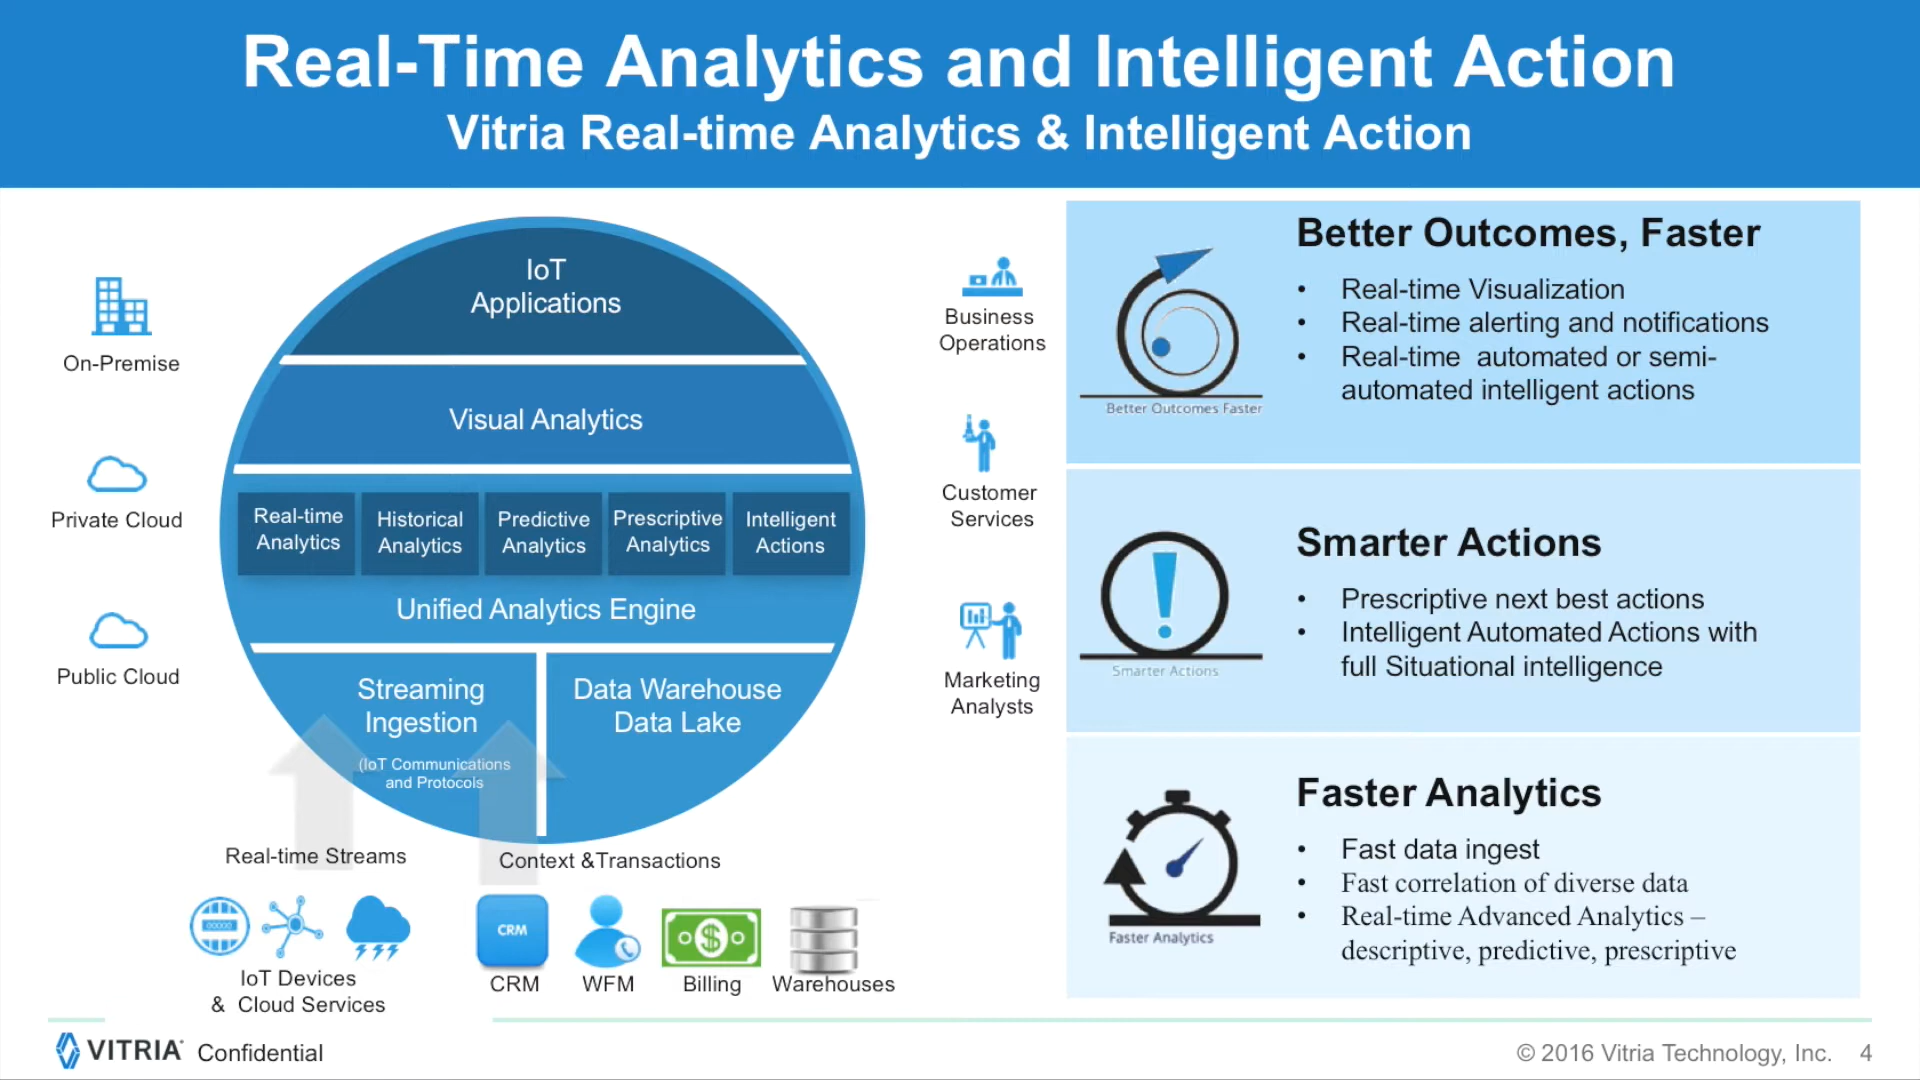 Real-Time Analytics and Intelligent Action
Vitria Real-time Analytics & Intelligent Action
On-Premise
Private Cloud
Public Cloud
IoT
Applications
Visual Analytics
Real-time
Analytics
Historical
Analytics
Predictive
Analytics
Prescriptive
Analytics
Intelligent
Actions
Unified Analytics Engine
Streaming
Ingestion
(IoT Communications
and Protocols
Data Warehouse
Data Lake
Real-time Streams
Context &Transactions
IoT Devices
& Cloud Services
CRM
CRM
WFM
Billing
Warehouses
Business
Operations
Customer
Services
Marketing
Analysts
Better Outcomes Faster
Better Outcomes, Faster
• Real-time Visualization
• Real-time alerting and notifications
• Real-time automated or semi-
automated intelligent actions
Smarter Actions
Smarter Actions
• Prescriptive next best actions
• Intelligent Automated Actions with
full Situational intelligence
Faster Analytics
Faster Analytics
• Fast data ingest
• Fast correlation of diverse data
• Real-time Advanced Analytics –
descriptive, predictive, prescriptive
VITRIA Confidential
© 2016 Vitria Technology, Inc. 4